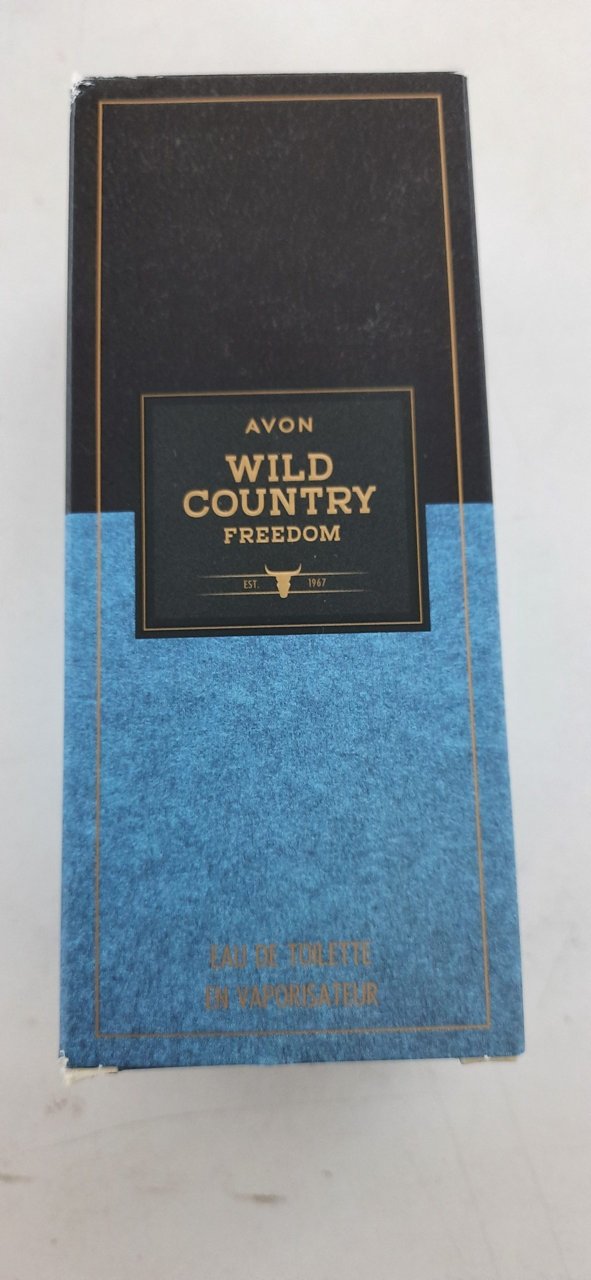 AVON
WILD
COUNTRY
FREEDOM
EST. 1967
EAU DE TOILETTE
EN VAPORISATEUR